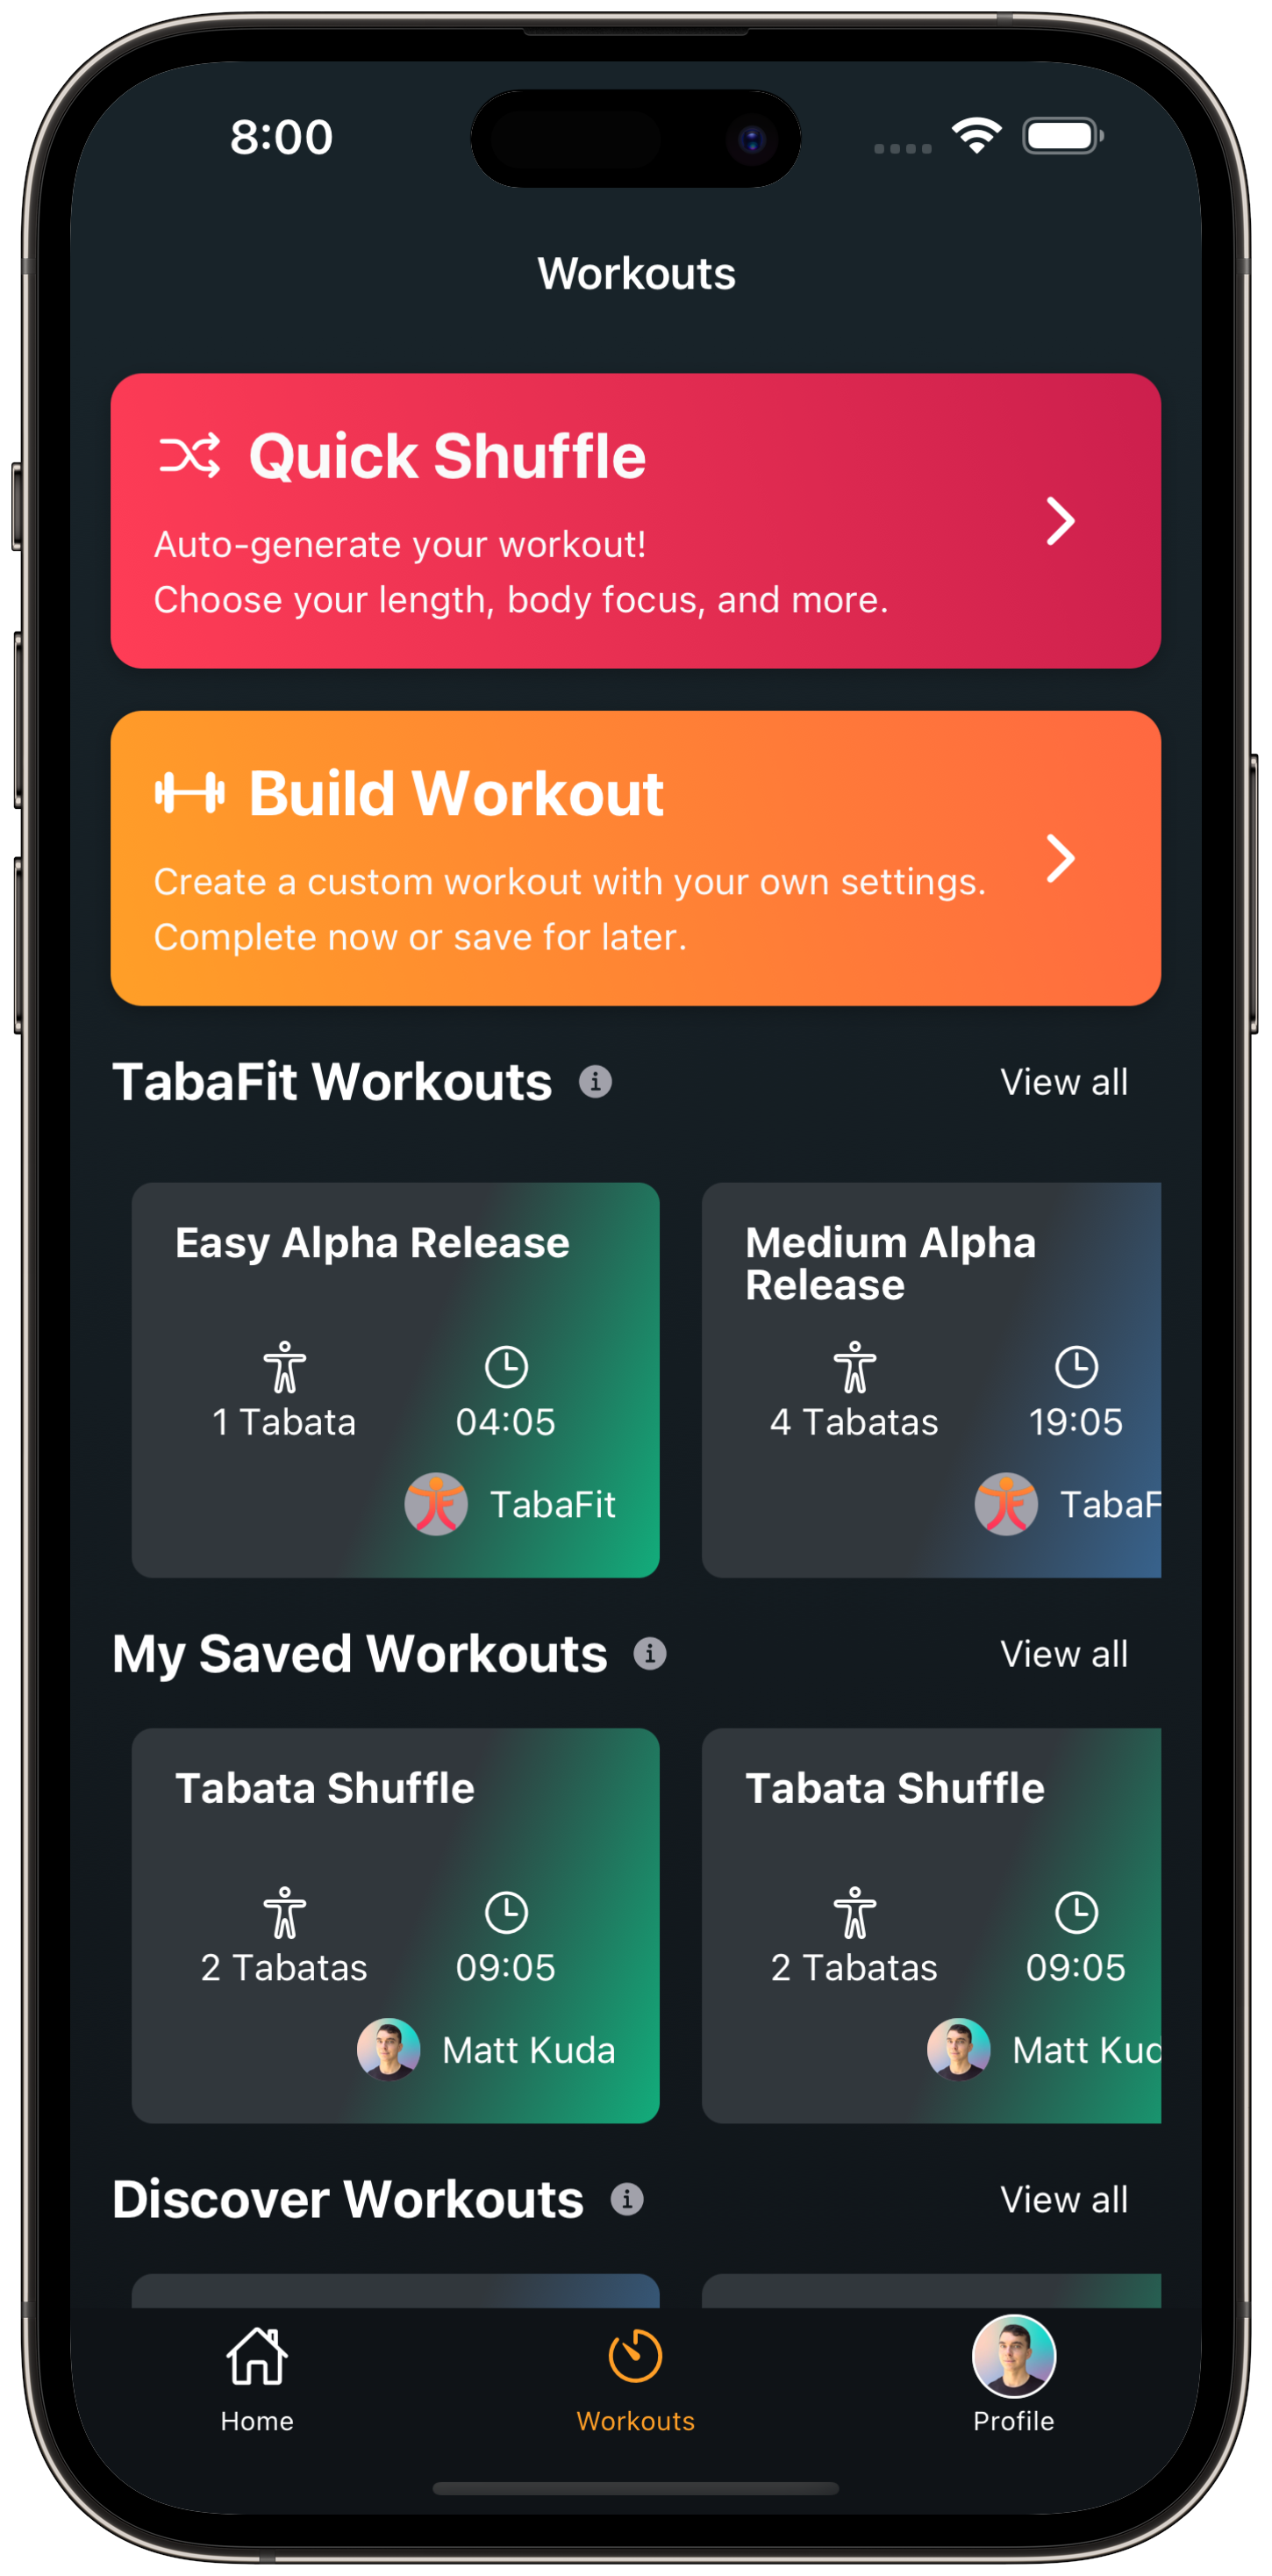 8:00
Workouts
Quick Shuffle
Auto-generate your workout!
Choose your length, body focus, and more.
Build Workout
Create a custom workout with your own settings.
Complete now or save for later.
TabaFit Workouts
View all
Easy Alpha Release
1 Tabata
04:05
TabaFit
Medium Alpha
Release
4 Tabatas
19:05
TabaF
My Saved Workouts
View all
Tabata Shuffle
2 Tabatas
09:05
Matt Kuda
Tabata Shuffle
2 Tabatas
09:05
Matt Kud
Discover Workouts
View all
Home
Workouts
Profile